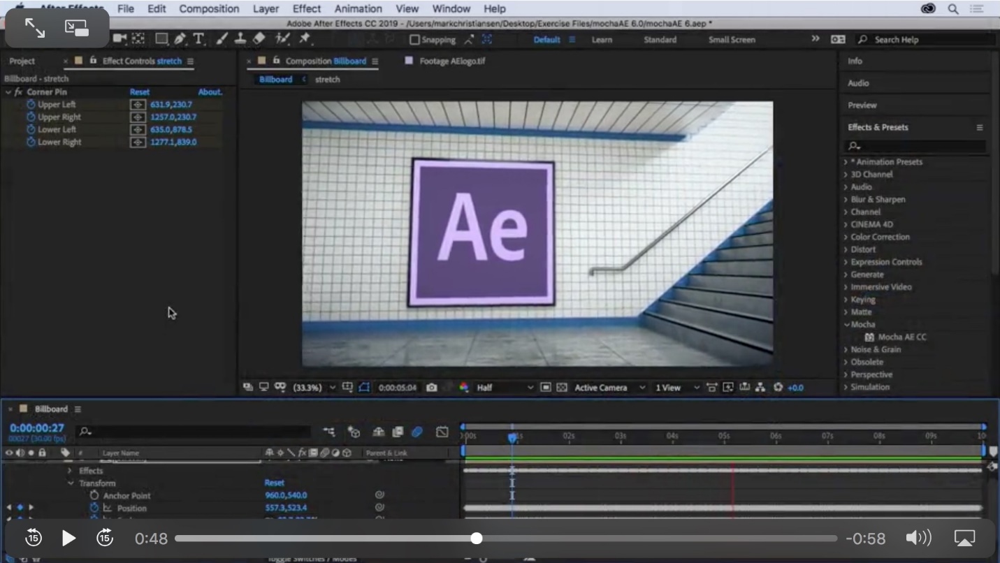 After Effects File Edit Composition Layer Effect Animation View Window Help
Adobe After Effects CC 2019 - /Users/markchristiansen/Desktop/Exercise Files/mochaAE 6.0/mochaAE 6.aep *
T Snapping Default Learn Standard Small Screen Search Help
Project × Effect Controls stretch
× Composition Billboard Footage AElogo.tif
Billboard - stretch
Billboard stretch
fx Corner Pin Reset About.
Upper Left 631.9,230.7
Upper Right 1257.0,230.7
Lower Left 635.0,878.5
Lower Right 1277.1,839.0
Ae
Info
Audio
Preview
Effects & Presets
* Animation Presets
3D Channel
Audio
Blur & Sharpen
Channel
CINEMA 4D
Color Correction
Distort
Expression Controls
Generate
Immersive Video
Keying
Matte
Mocha
Mocha AE CC
Noise & Grain
Obsolete
Perspective
Simulation
(33.3%) 0:00:05:04 Half Active Camera 1 View +0.0
× Billboard
0:00:00:27
00027 (30.00 fps)
00s 02s 03s 04s 05s 06s 07s 08s 09s 10
# Layer Name fx Parent & Link
Effects
Transform Reset
Anchor Point 960.0,540.0
Position 557.3,523.4
15 15 0:48 -0:58
Toggle Switches / Modes